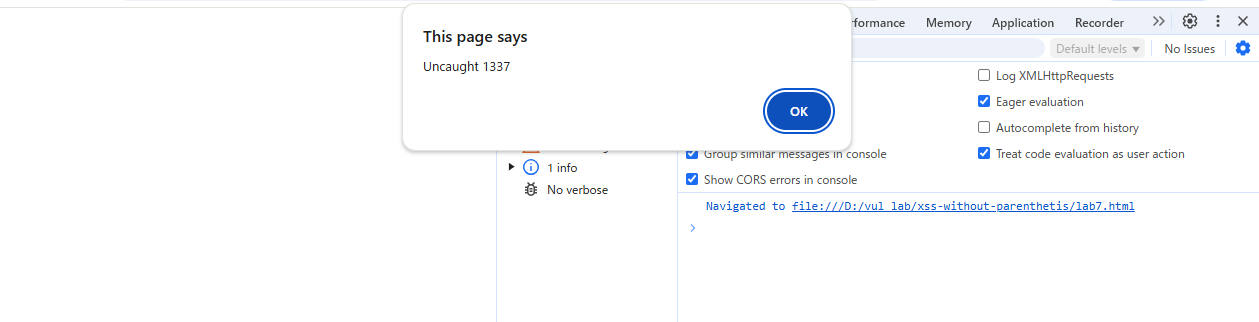 This page says
Uncaught 1337
OK
Memory
Application
Recorder
Default levels ▼
No Issues
Log XMLHttpRequests
Eager evaluation
Autocomplete from history
Group similar messages in console
Treat code evaluation as user action
Show CORS errors in console
1 info
No verbose
Navigated to file:///D:/vul lab/xss-without-parenthetis/lab7.html